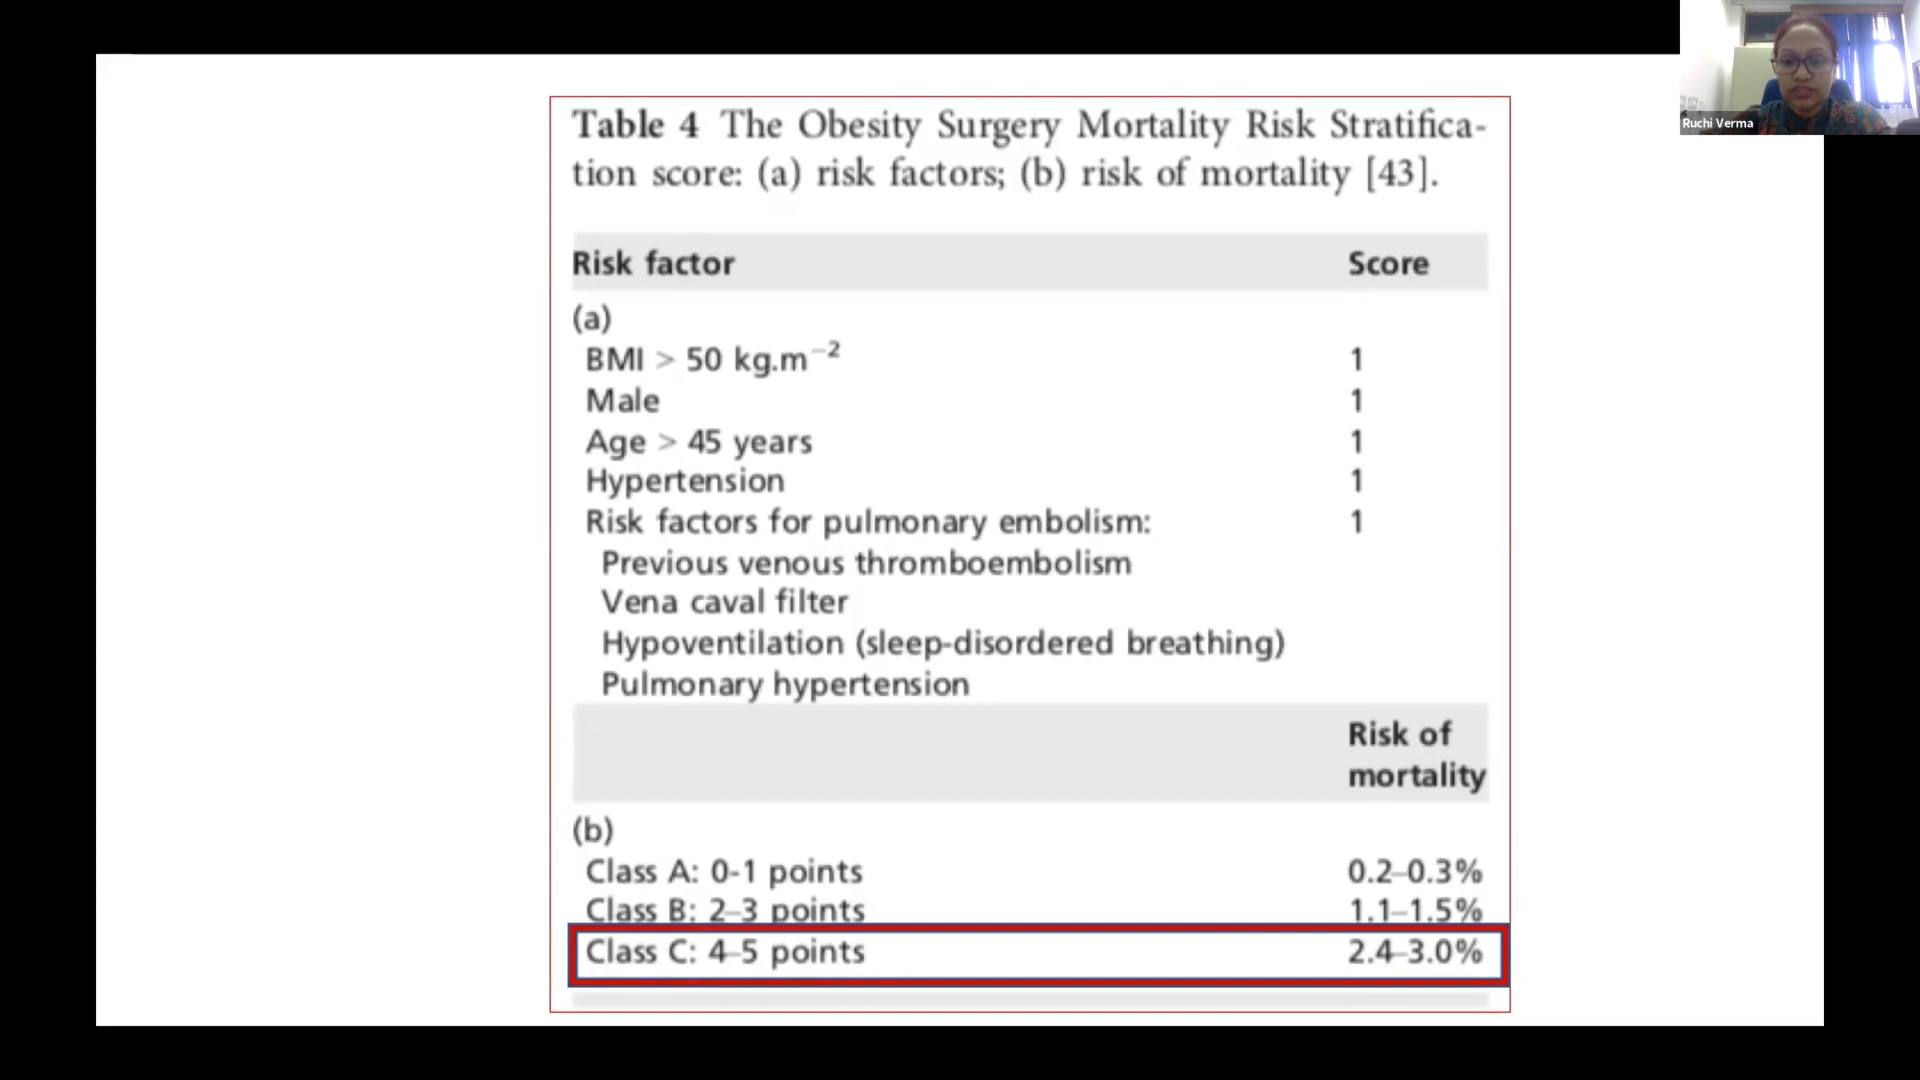 Table 4 The Obesity Surgery Mortality Risk Stratifica-
tion score: (a) risk factors; (b) risk of mortality [43].
Risk factor Score
(a)
BMI > 50 kg.m⁻² 1
Male 1
Age > 45 years 1
Hypertension 1
Risk factors for pulmonary embolism: 1
Previous venous thromboembolism
Vena caval filter
Hypoventilation (sleep-disordered breathing)
Pulmonary hypertension
Risk of
mortality
(b)
Class A: 0-1 points 0.2–0.3%
Class B: 2–3 points 1.1–1.5%
Class C: 4–5 points 2.4–3.0%
Ruchi Verma